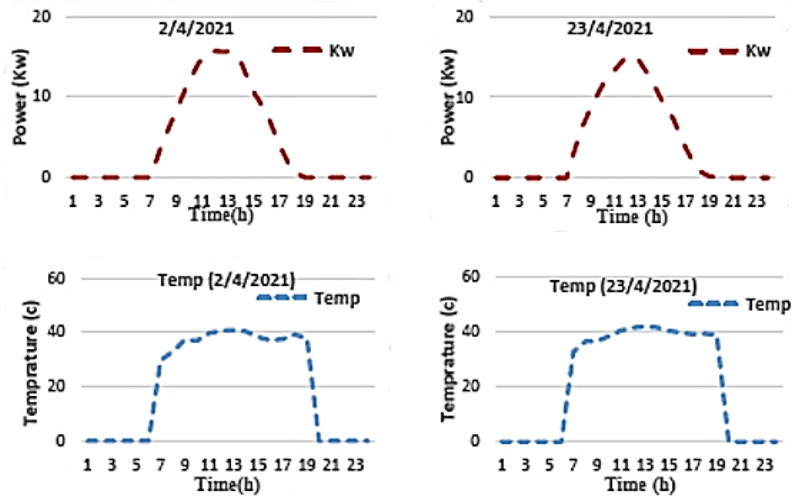 2/4/2021
Kw
Power (Kw)
20
10
0
1 3 5 7 9 11 13 15 17 19 21 23
Time(h)
23/4/2021
Kw
Power (Kw)
20
10
0
1 3 5 7 9 11 13 15 17 19 21 23
Time (h)
Temp (2/4/2021)
Temp
Temprature (c)
60
40
20
0
1 3 5 7 9 11 13 15 17 19 21 23
Time(h)
Temp (23/4/2021)
Temp
Temprature (c)
60
40
20
0
1 3 5 7 9 11 13 15 17 19 21 23
Time (h)